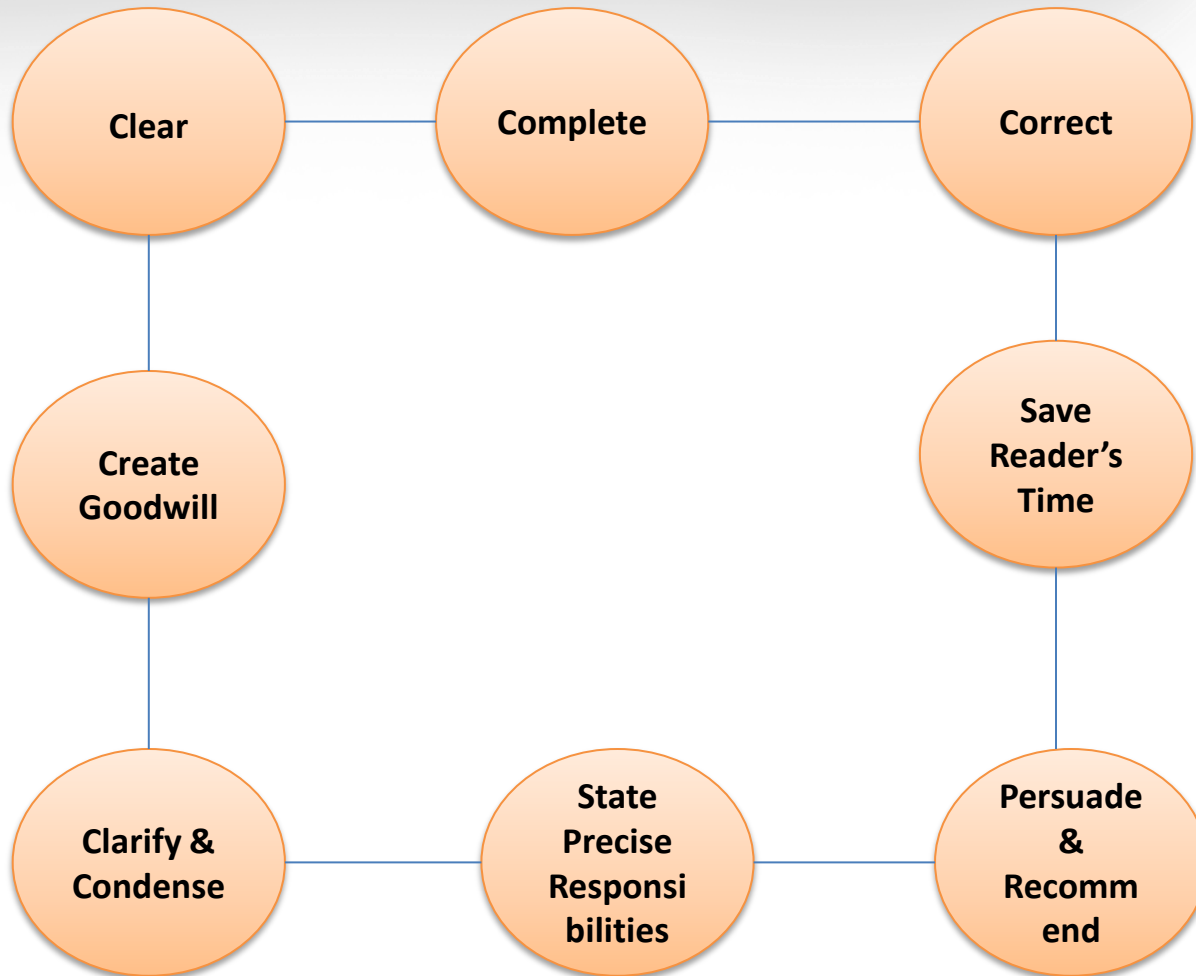 Clear
Complete
Correct
Create
Goodwill
Save
Reader’s
Time
Clarify &
Condense
State
Precise
Responsi
bilities
Persuade
&
Recomm
end